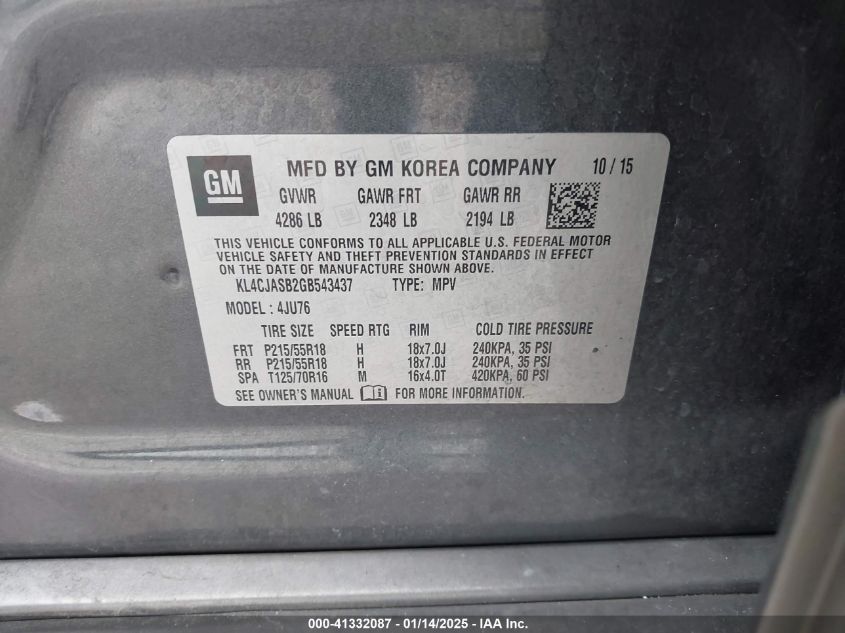 GM
MFD BY GM KOREA COMPANY 10 / 15
GVWR GAWR FRT GAWR RR
4286 LB 2348 LB 2194 LB
THIS VEHICLE CONFORMS TO ALL APPLICABLE U.S. FEDERAL MOTOR
VEHICLE SAFETY AND THEFT PREVENTION STANDARDS IN EFFECT
ON THE DATE OF MANUFACTURE SHOWN ABOVE.
KL4CJASB2GB543437 TYPE: MPV
MODEL : 4JU76
TIRE SIZE SPEED RTG RIM COLD TIRE PRESSURE
FRT P215/55R18 H 18x7.0J 240KPA, 35 PSI
RR P215/55R18 H 18x7.0J 240KPA, 35 PSI
SPA T125/70R16 M 16x4.0T 420KPA, 60 PSI
SEE OWNER'S MANUAL FOR MORE INFORMATION.
000-41332087 - 01/14/2025 - IAA Inc.